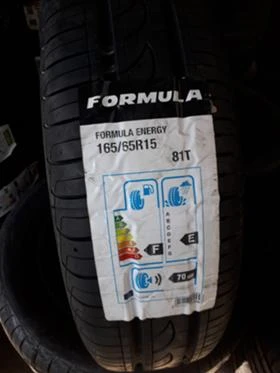 FORMULA
FORMULA ENERGY
165/65R15
81T
A
B
C
D
E
F
G
F
E
70 dB